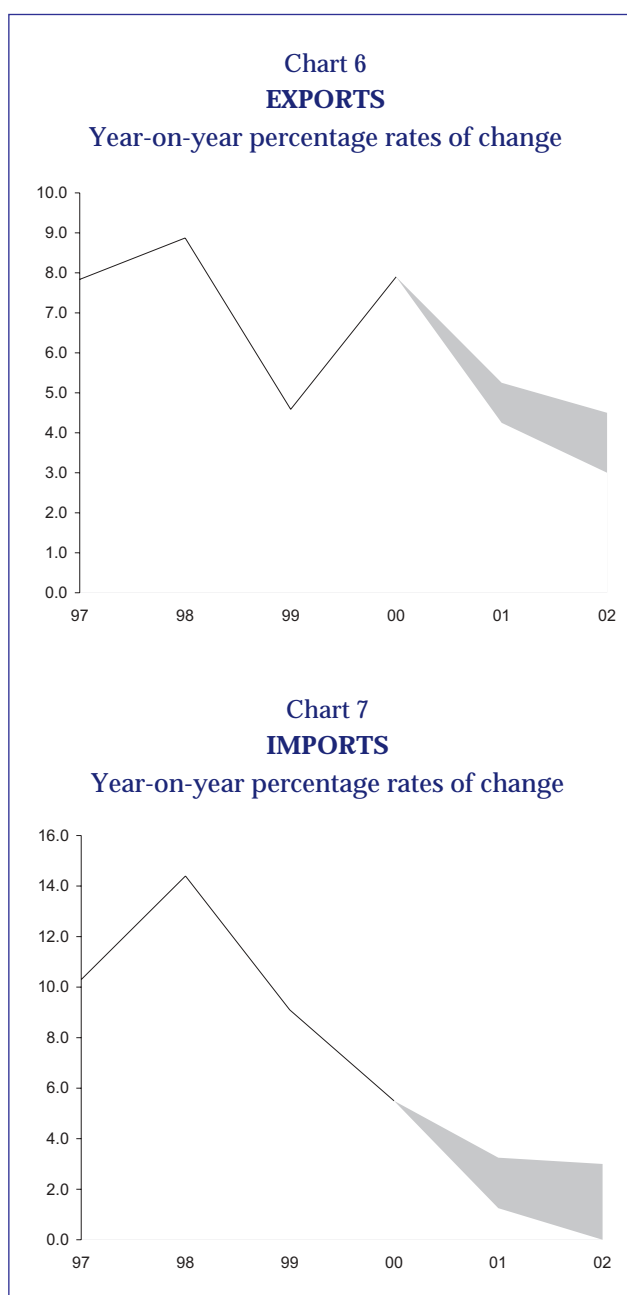 Chart 6
EXPORTS
Year-on-year percentage rates of change
10.0
9.0
8.0
7.0
6.0
5.0
4.0
3.0
2.0
1.0
0.0
97 98 99 00 01 02
Chart 7
IMPORTS
Year-on-year percentage rates of change
16.0
14.0
12.0
10.0
8.0
6.0
4.0
2.0
0.0
97 98 99 00 01 02